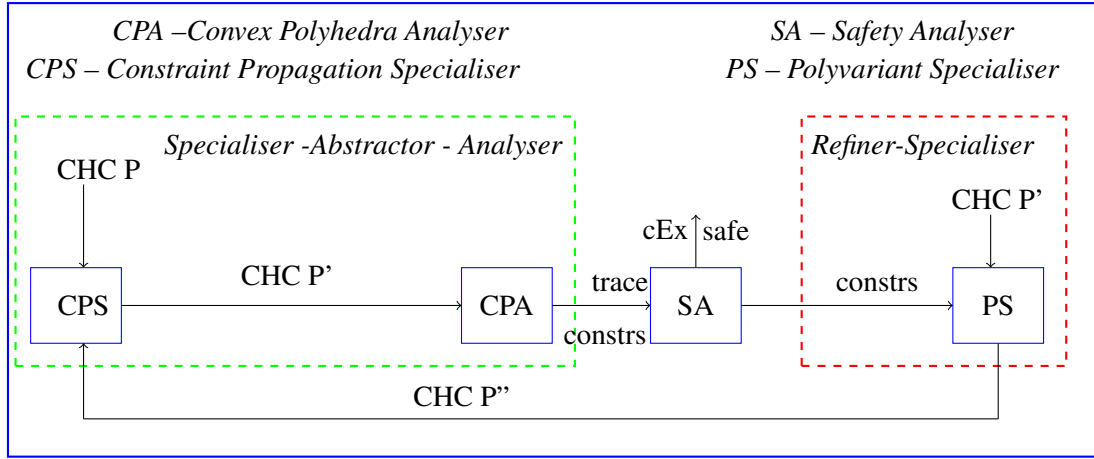 CPA –Convex Polyhedra Analyser
SA – Safety Analyser
CPS – Constraint Propagation Specialiser
PS – Polyvariant Specialiser
Specialiser -Abstractor - Analyser
Refiner-Specialiser
CHC P
CHC P'
cEx
safe
CHC P'
trace
constrs
CPS
CPA
constrs
SA
PS
CHC P"